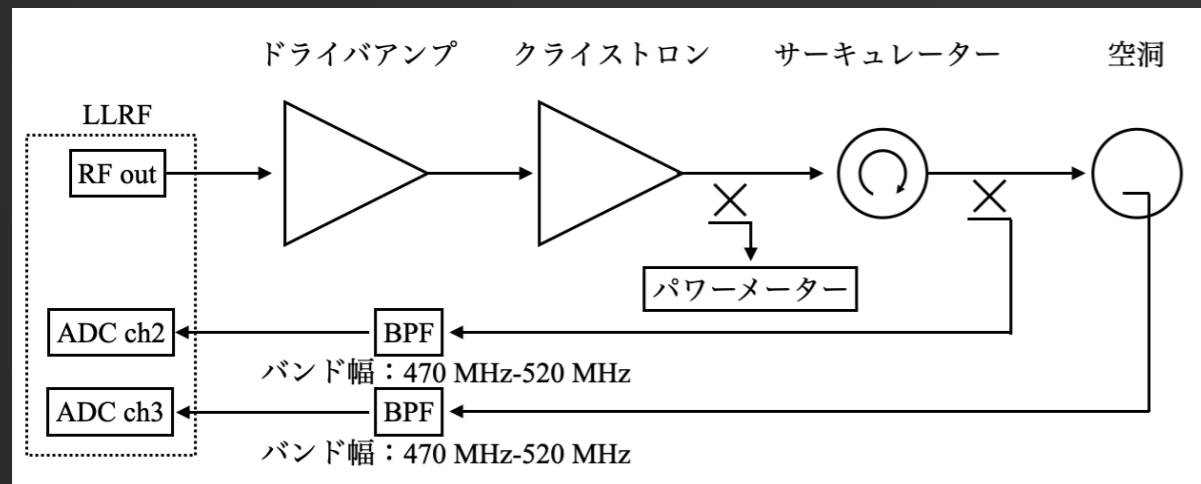 ドライバアンプ
クライストロン
サーキュレーター
空洞
LLRF
RF out
パワーメーター
ADC ch2
BPF
バンド幅：470 MHz-520 MHz
ADC ch3
BPF
バンド幅：470 MHz-520 MHz